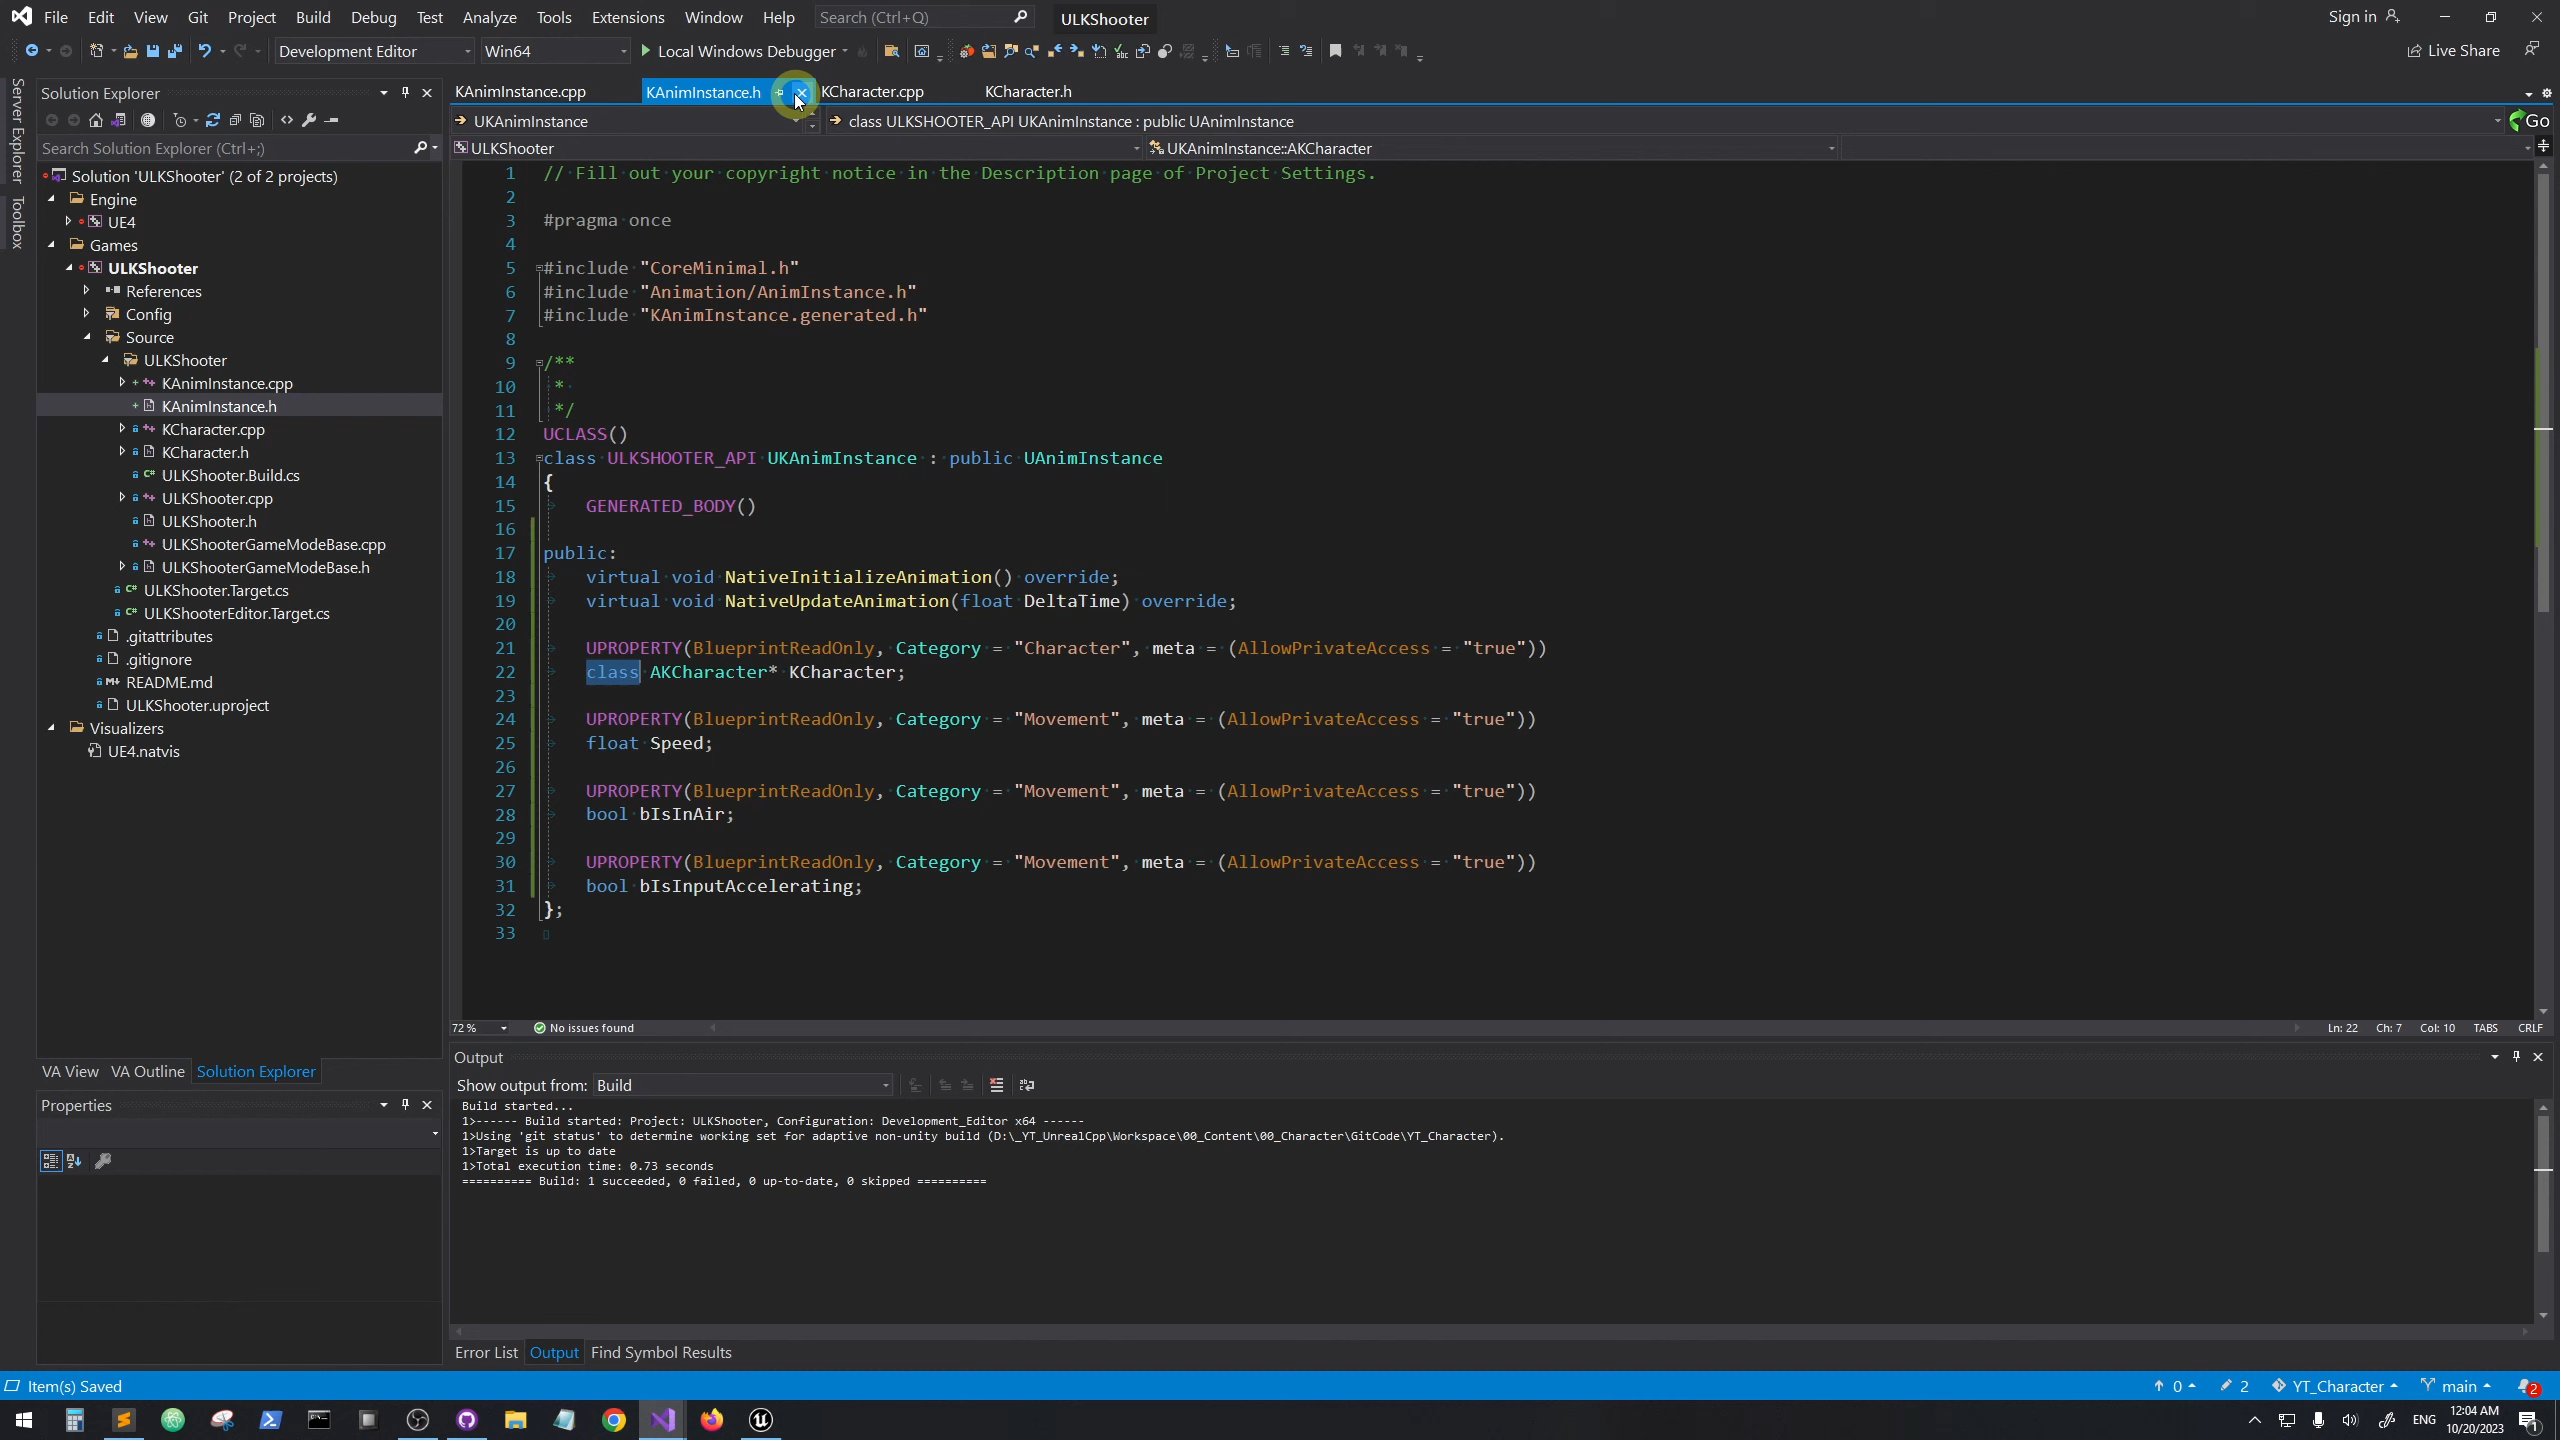 File Edit View Git Project Build Debug Test Analyze Tools Extensions Window Help Search (Ctrl+Q) ULKShooter Sign in
Development Editor Win64 Local Windows Debugger Live Share
Server Explorer
Toolbox
Solution Explorer
Search Solution Explorer (Ctrl+;)
Solution 'ULKShooter' (2 of 2 projects)
Engine
UE4
Games
ULKShooter
References
Config
Source
ULKShooter
KAnimInstance.cpp
KAnimInstance.h
KCharacter.cpp
KCharacter.h
ULKShooter.Build.cs
ULKShooter.cpp
ULKShooter.h
ULKShooterGameModeBase.cpp
ULKShooterGameModeBase.h
ULKShooter.Target.cs
ULKShooterEditor.Target.cs
.gitattributes
.gitignore
README.md
ULKShooter.uproject
Visualizers
UE4.natvis
VA View VA Outline Solution Explorer
Properties
KAnimInstance.cpp KAnimInstance.h KCharacter.cpp KCharacter.h
UKAnimInstance class ULKSHOOTER_API UKAnimInstance : public UAnimInstance Go
ULKShooter UKAnimInstance::AKCharacter
1 // Fill out your copyright notice in the Description page of Project Settings.
2
3 #pragma once
4
5 #include "CoreMinimal.h"
6 #include "Animation/AnimInstance.h"
7 #include "KAnimInstance.generated.h"
8
9 /**
10 *
11 */
12 UCLASS()
13 class ULKSHOOTER_API UKAnimInstance : public UAnimInstance
14 {
15 GENERATED_BODY()
16
17 public:
18 virtual void NativeInitializeAnimation() override;
19 virtual void NativeUpdateAnimation(float DeltaTime) override;
20
21 UPROPERTY(BlueprintReadOnly, Category = "Character", meta = (AllowPrivateAccess = "true"))
22 class AKCharacter* KCharacter;
23
24 UPROPERTY(BlueprintReadOnly, Category = "Movement", meta = (AllowPrivateAccess = "true"))
25 float Speed;
26
27 UPROPERTY(BlueprintReadOnly, Category = "Movement", meta = (AllowPrivateAccess = "true"))
28 bool bIsInAir;
29
30 UPROPERTY(BlueprintReadOnly, Category = "Movement", meta = (AllowPrivateAccess = "true"))
31 bool bIsInputAccelerating;
32 };
33
72 % No issues found Ln: 22 Ch: 7 Col: 10 TABS CRLF
Output
Show output from: Build
Build started...
1>------ Build started: Project: ULKShooter, Configuration: Development_Editor x64 ------
1>Using 'git status' to determine working set for adaptive non-unity build (D:\_YT_UnrealCpp\Workspace\00_Content\00_Character\GitCode\YT_Character).
1>Target is up to date
1>Total execution time: 0.73 seconds
========== Build: 1 succeeded, 0 failed, 0 up-to-date, 0 skipped ==========
Error List Output Find Symbol Results
Item(s) Saved 0 2 YT_Character main 2
ENG 12:04 AM 1
10/20/2023